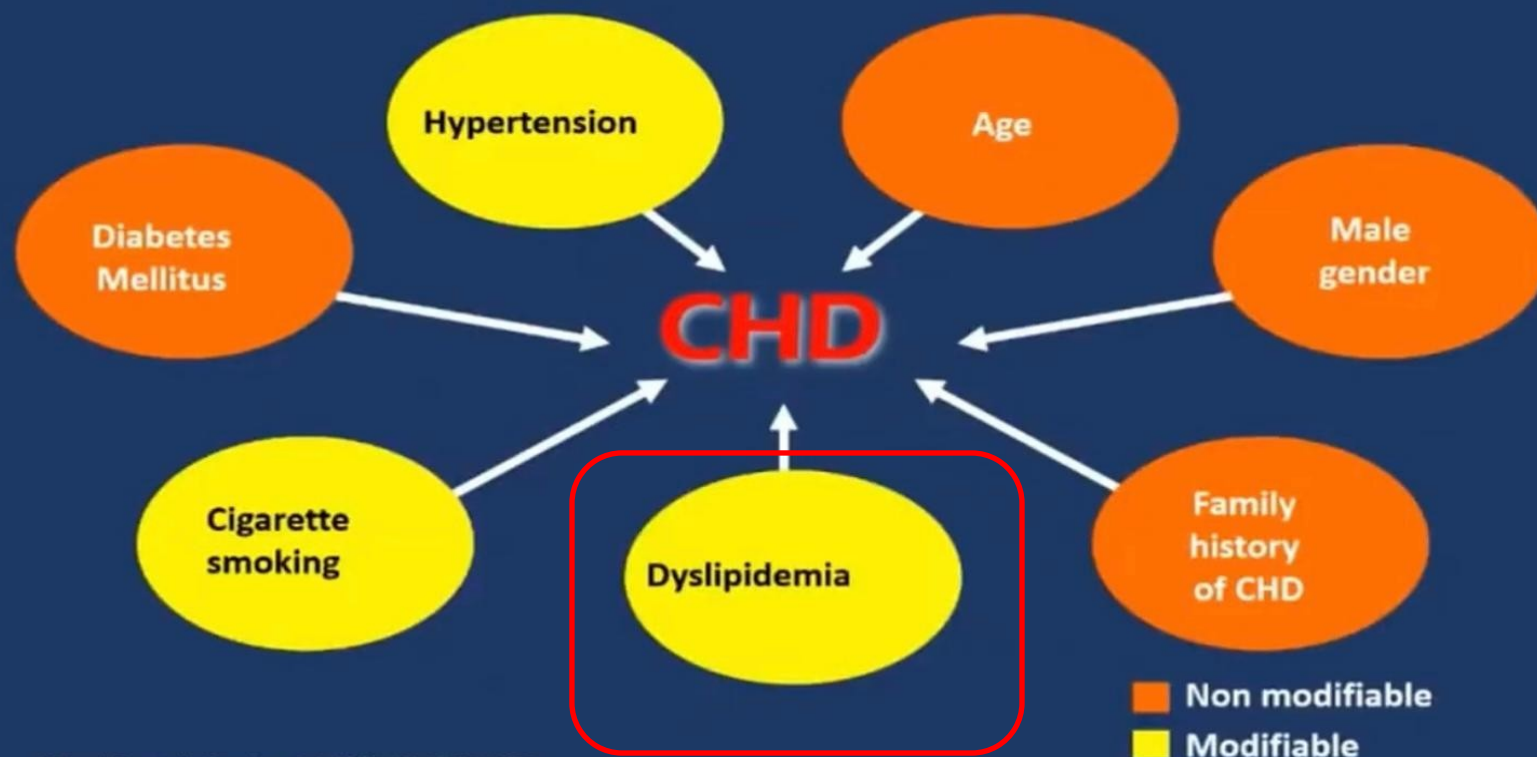 Hypertension
Age
Diabetes
Mellitus
Male
gender
CHD
Cigarette
smoking
Dyslipidemia
Family
history
of CHD
Non modifiable
Modifiable